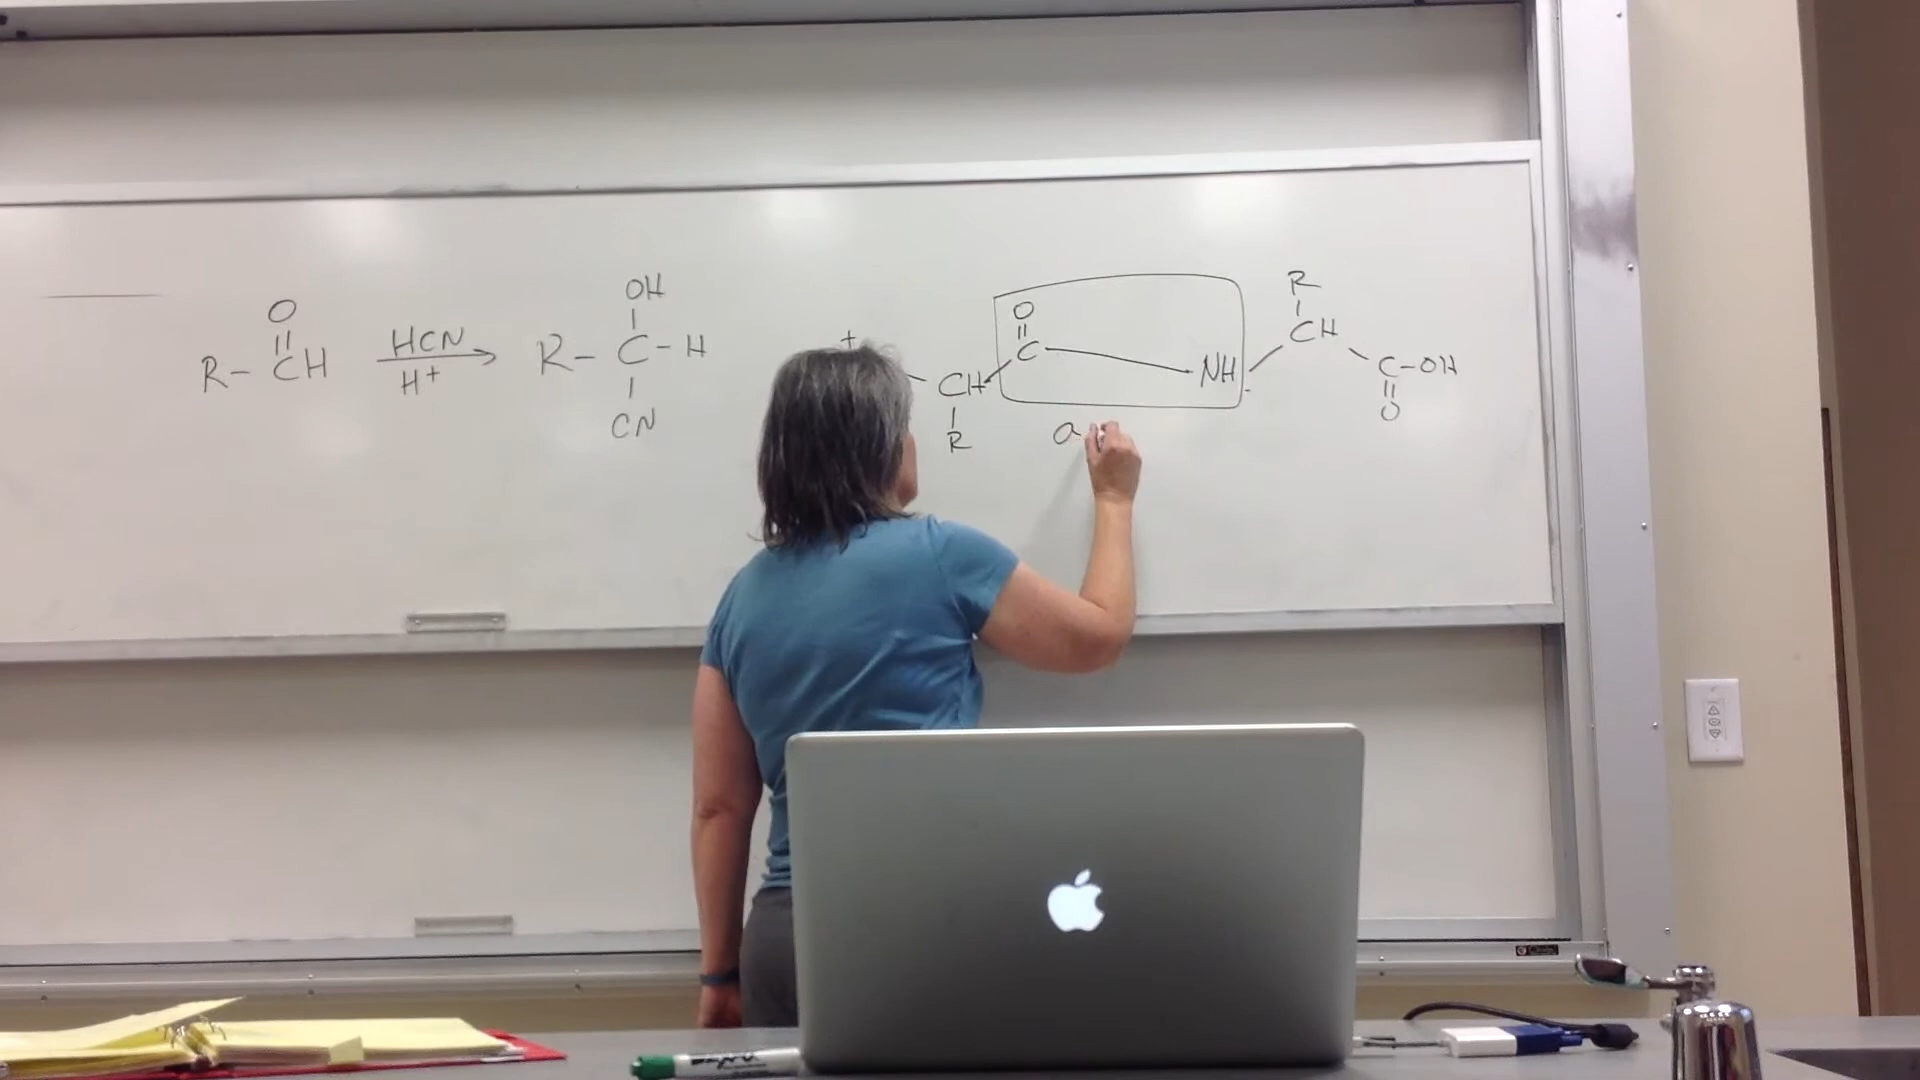 O
||
R– CH
HCN
H+
OH
|
R– C–H
|
CN
+
CH
|
R
O
||
C
NH
R
|
CH
C–OH
||
O
a